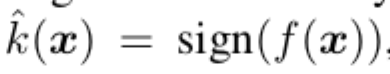 k̂(x) = sign(f(x)),